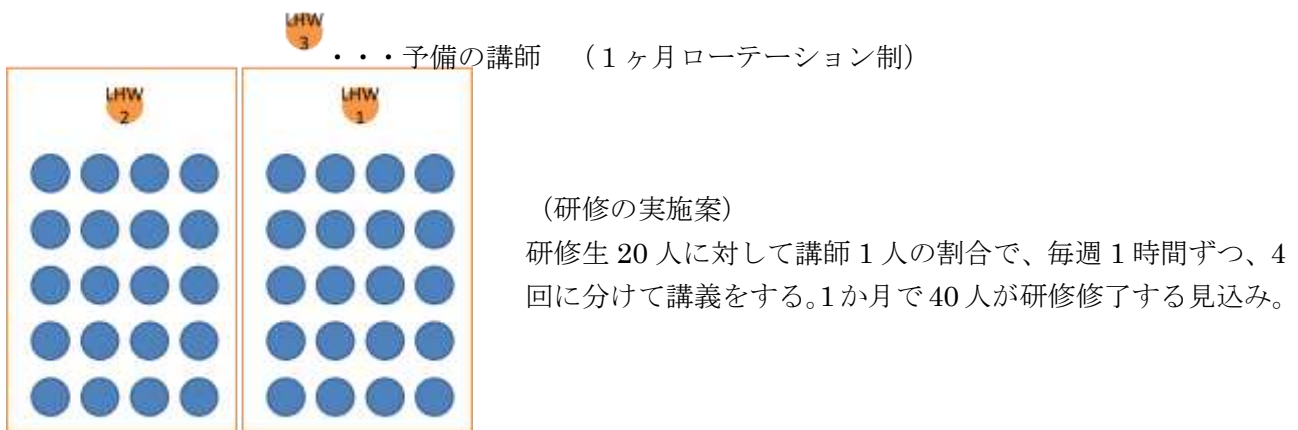 LHW
3
・・・予備の講師　（１ヶ月ローテーション制）
LHW
2
LHW
1
（研修の実施案）
研修生 20 人に対して講師 1 人の割合で、毎週 1 時間ずつ、4
回に分けて講義をする。1 か月で 40 人が研修修了する見込み。